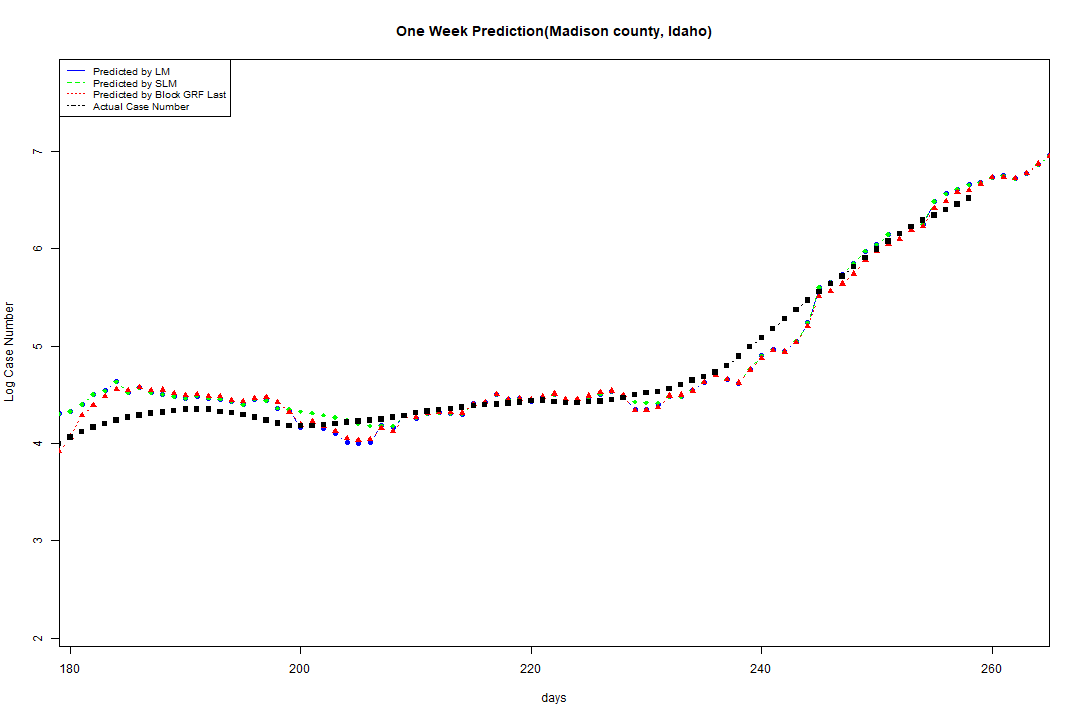 One Week Prediction(Madison county, Idaho)
Predicted by LM
Predicted by SLM
Predicted by Block GRF Last
Actual Case Number
7
6
5
4
3
2
Log Case Number
180 200 220 240 260
days